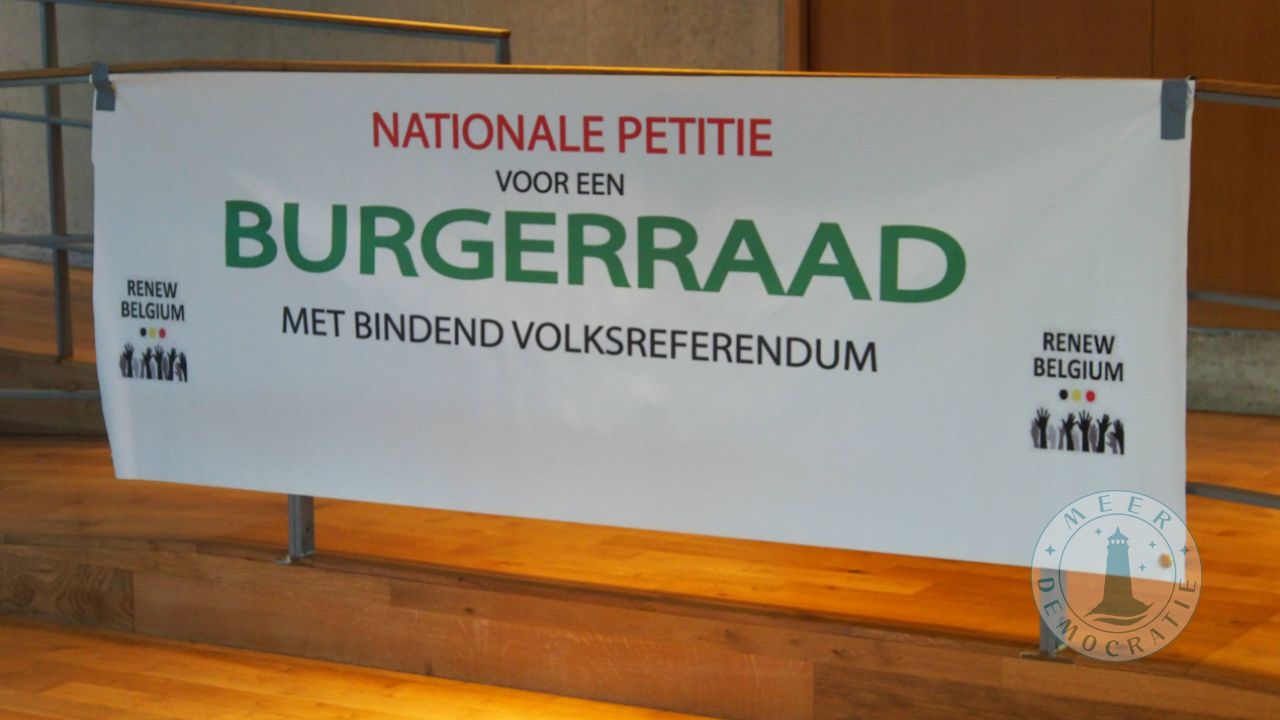 NATIONALE PETITIE
VOOR EEN
BURGERRAAD
MET BINDEND VOLKSREFERENDUM
RENEW
BELGIUM
RENEW
BELGIUM
MEER
DEMOCRATIE